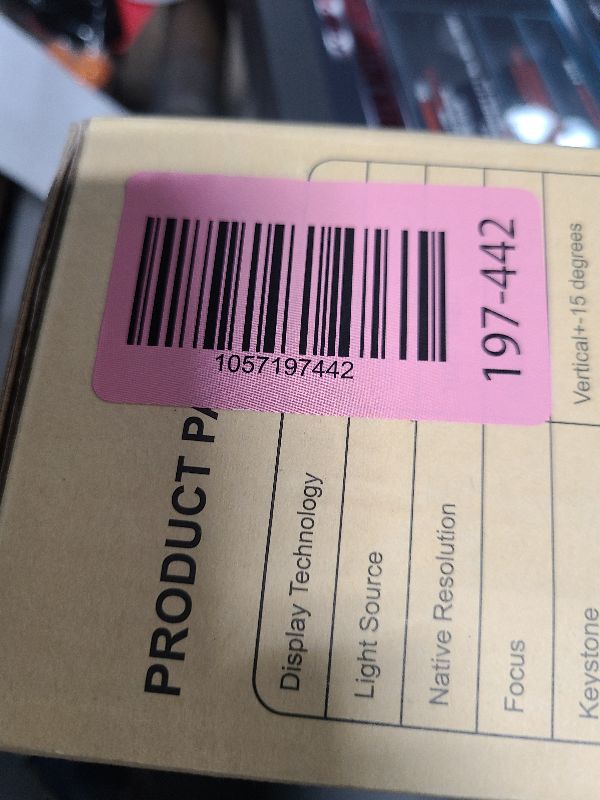 1057197442
197-442
PRODUCT PA
Display Technology
Light Source
Native Resolution
Focus
Keystone
Vertical+-15 degrees